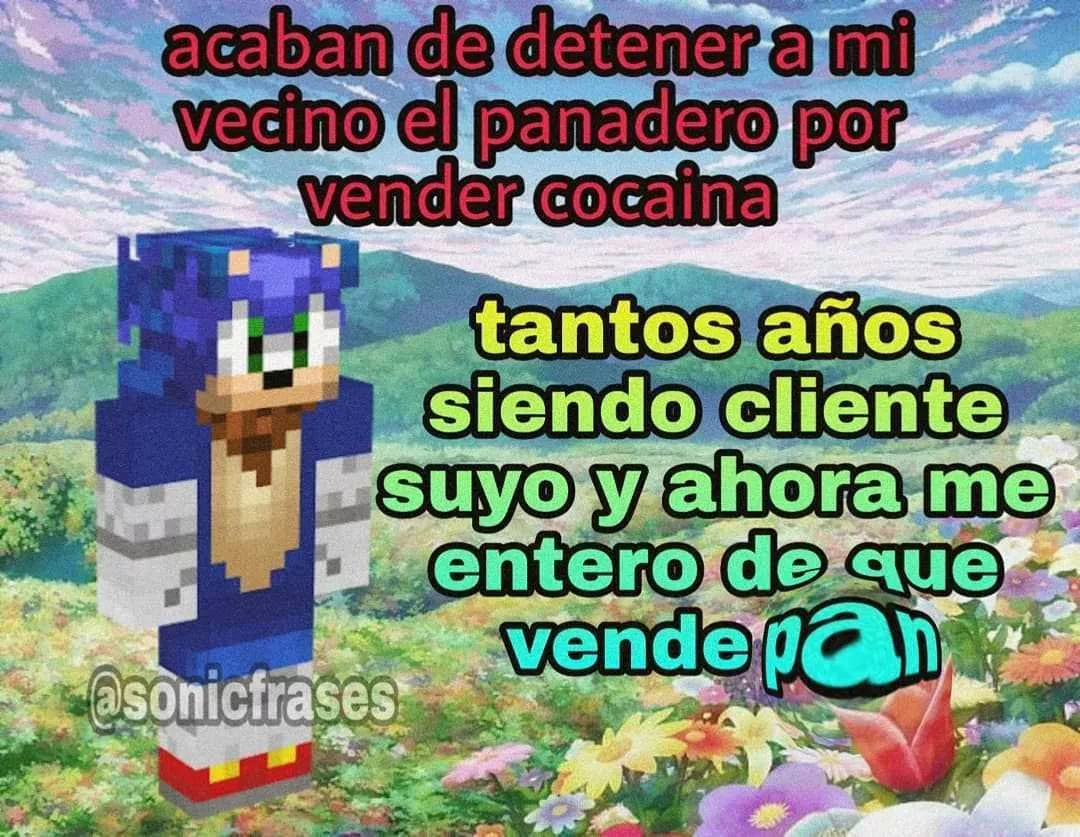 acaban de detener a mi
vecino el panadero por
vender cocaina
tantos años
siendo cliente
suyo y ahora me
entero de que
vende pan
@sonicfrases